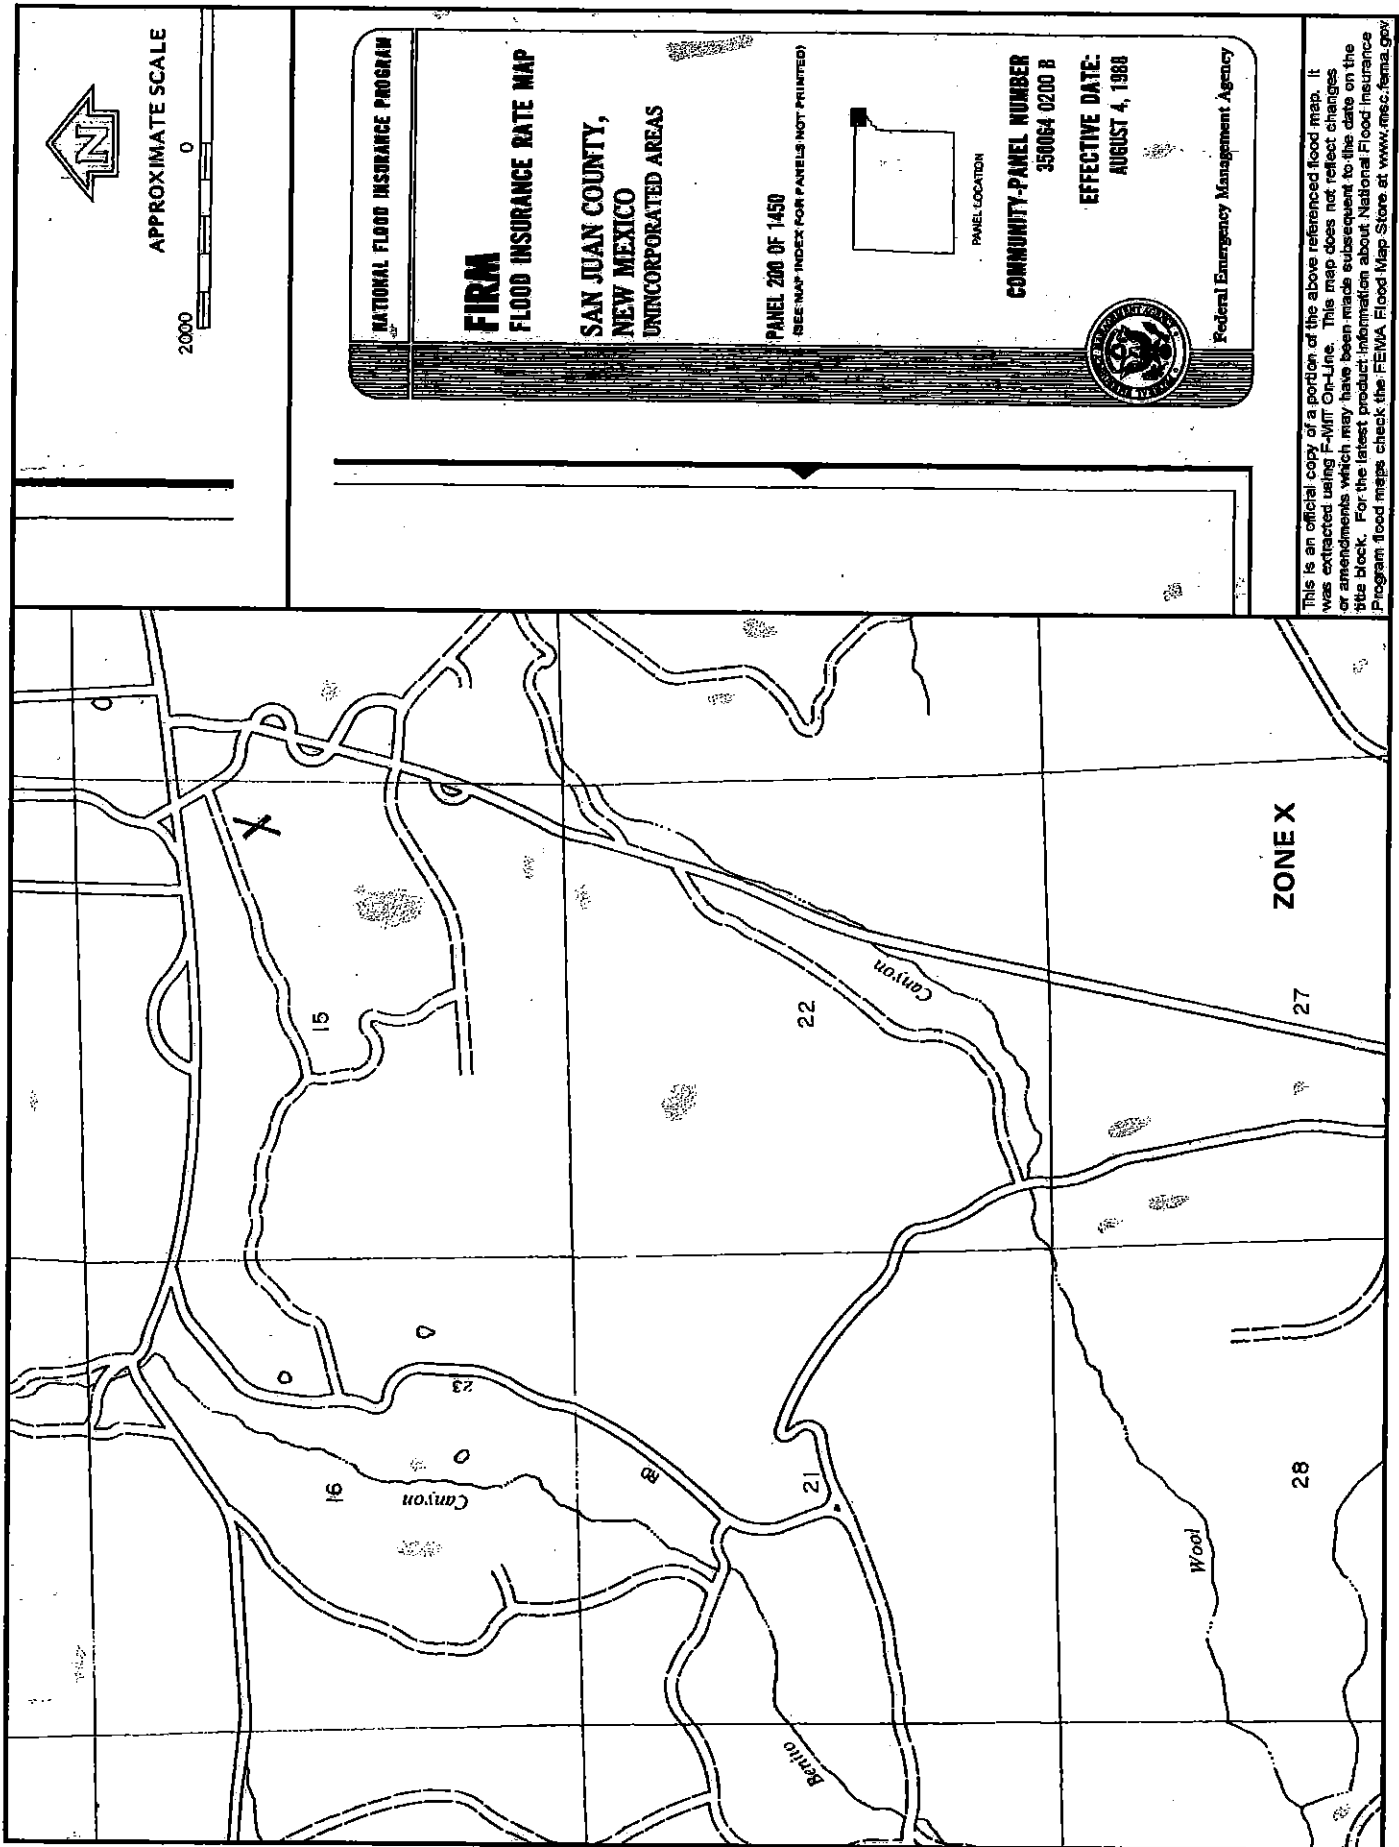 APPROXIMATE SCALE
2000 0
N
NATIONAL FLOOD INSURANCE PROGRAM
FIRM
FLOOD INSURANCE RATE MAP
SAN JUAN COUNTY,
NEW MEXICO
UNINCORPORATED AREAS
PANEL 200 OF 1450
(SEE MAP INDEX FOR PANELS NOT PRINTED)
PANEL LOCATION
COMMUNITY-PANEL NUMBER
350064 0200 B
EFFECTIVE DATE:
AUGUST 4, 1988
Federal Emergency Management Agency
This is an official copy of a portion of the above referenced flood map. It
was extracted using F-MIT On-Line. This map does not reflect changes
or amendments which may have been made subsequent to the date on the
title block. For the latest product information about National Flood Insurance
Program flood maps check the FEMA Flood Map Store at www.msc.fema.gov
X
15
16
Canyon
23
RD
21
22
Canyon
Benito
Wool
28
27
ZONE X